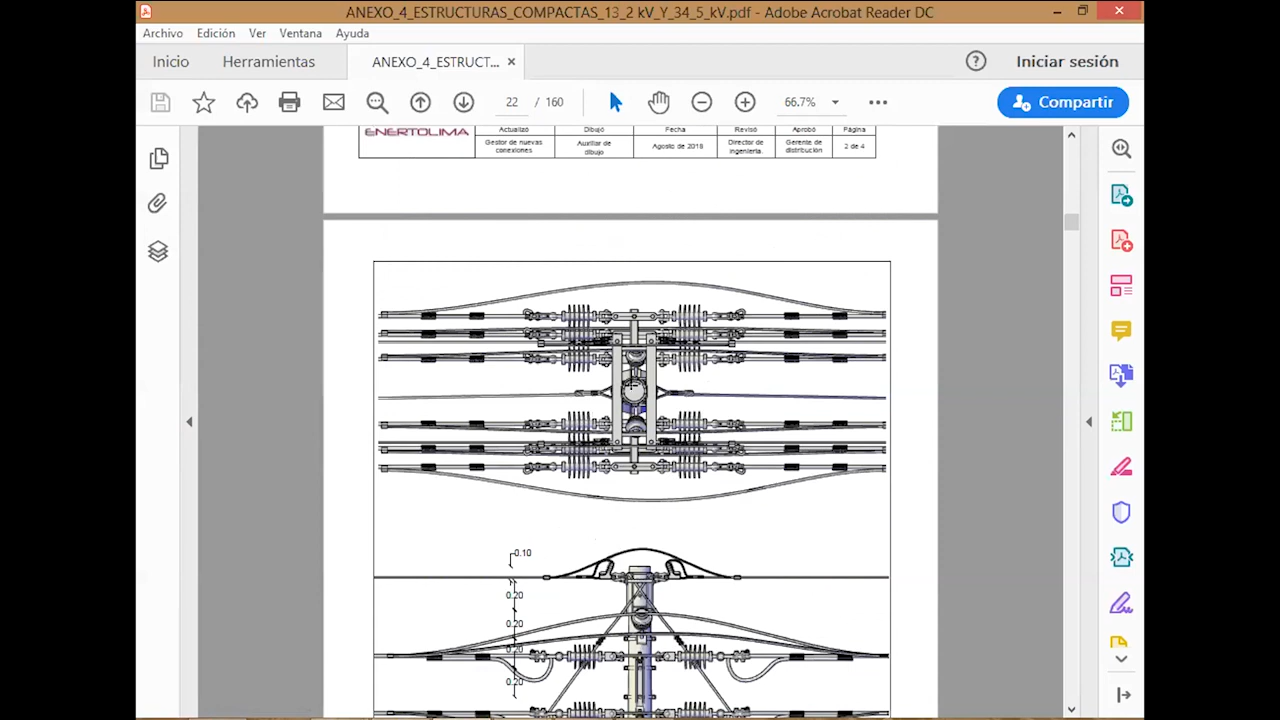 ANEXO_4_ESTRUCTURAS_COMPACTAS_13_2 kV_Y_34_5_kV.pdf - Adobe Acrobat Reader DC
Archivo Edición Ver Ventana Ayuda
Inicio Herramientas ANEXO_4_ESTRUCT... Iniciar sesión
22 / 160 66.7% Compartir
ENERTOLIMA
Actualizó Dibujó Fecha Revisó Aprobó Página
Gestor de nuevas conexiones Auxiliar de dibujo Agosto de 2018 Director de ingeniería. Gerente de distribución 2 de 4
0.10
0.20
0.20
0.20
0.20